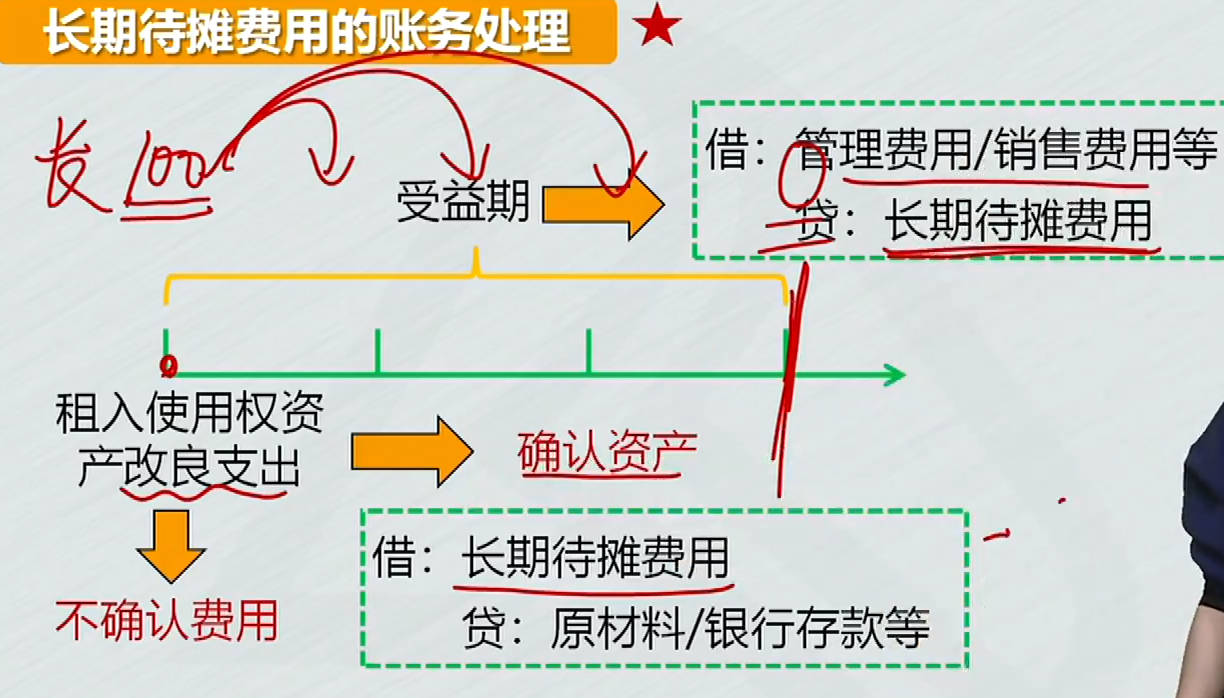 长期待摊费用的账务处理
长 100
受益期
借：管理费用/销售费用等
贷：长期待摊费用
0
租入使用权资
产改良支出
确认资产
不确认费用
借：长期待摊费用
贷：原材料/银行存款等